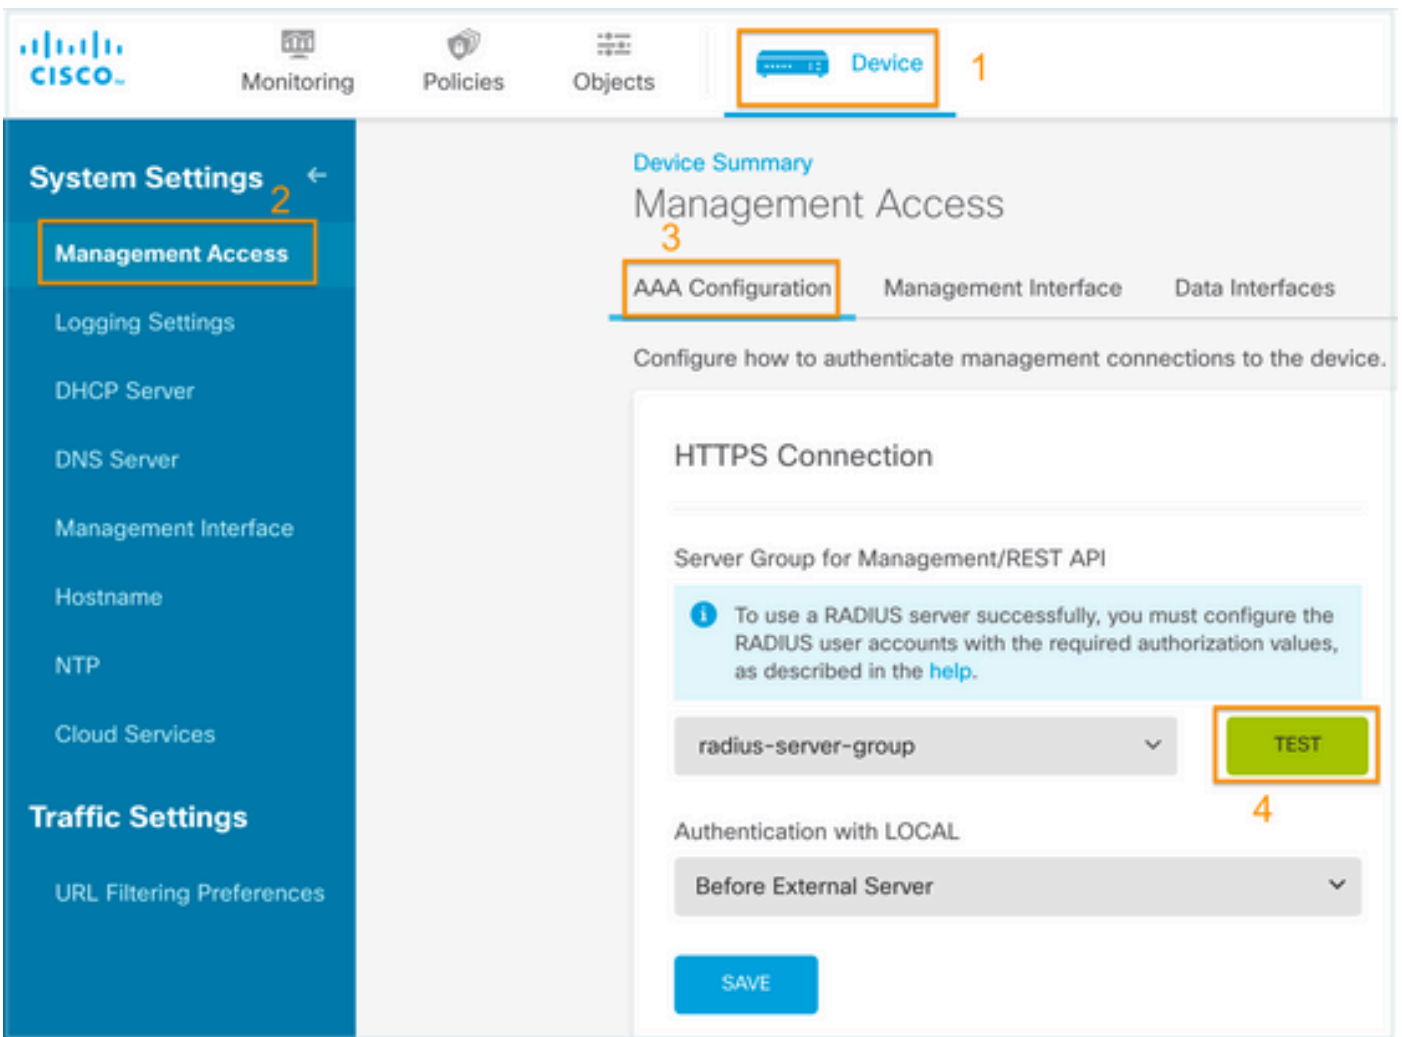 CISCO
Monitoring
Policies
Objects
Device
1
System Settings
2
Management Access
Logging Settings
DHCP Server
DNS Server
Management Interface
Hostname
NTP
Cloud Services
Traffic Settings
URL Filtering Preferences
Device Summary
Management Access
3
AAA Configuration
Management Interface
Data Interfaces
Configure how to authenticate management connections to the device.
HTTPS Connection
Server Group for Management/REST API
To use a RADIUS server successfully, you must configure the
RADIUS user accounts with the required authorization values,
as described in the help.
radius-server-group
TEST
4
Authentication with LOCAL
Before External Server
SAVE